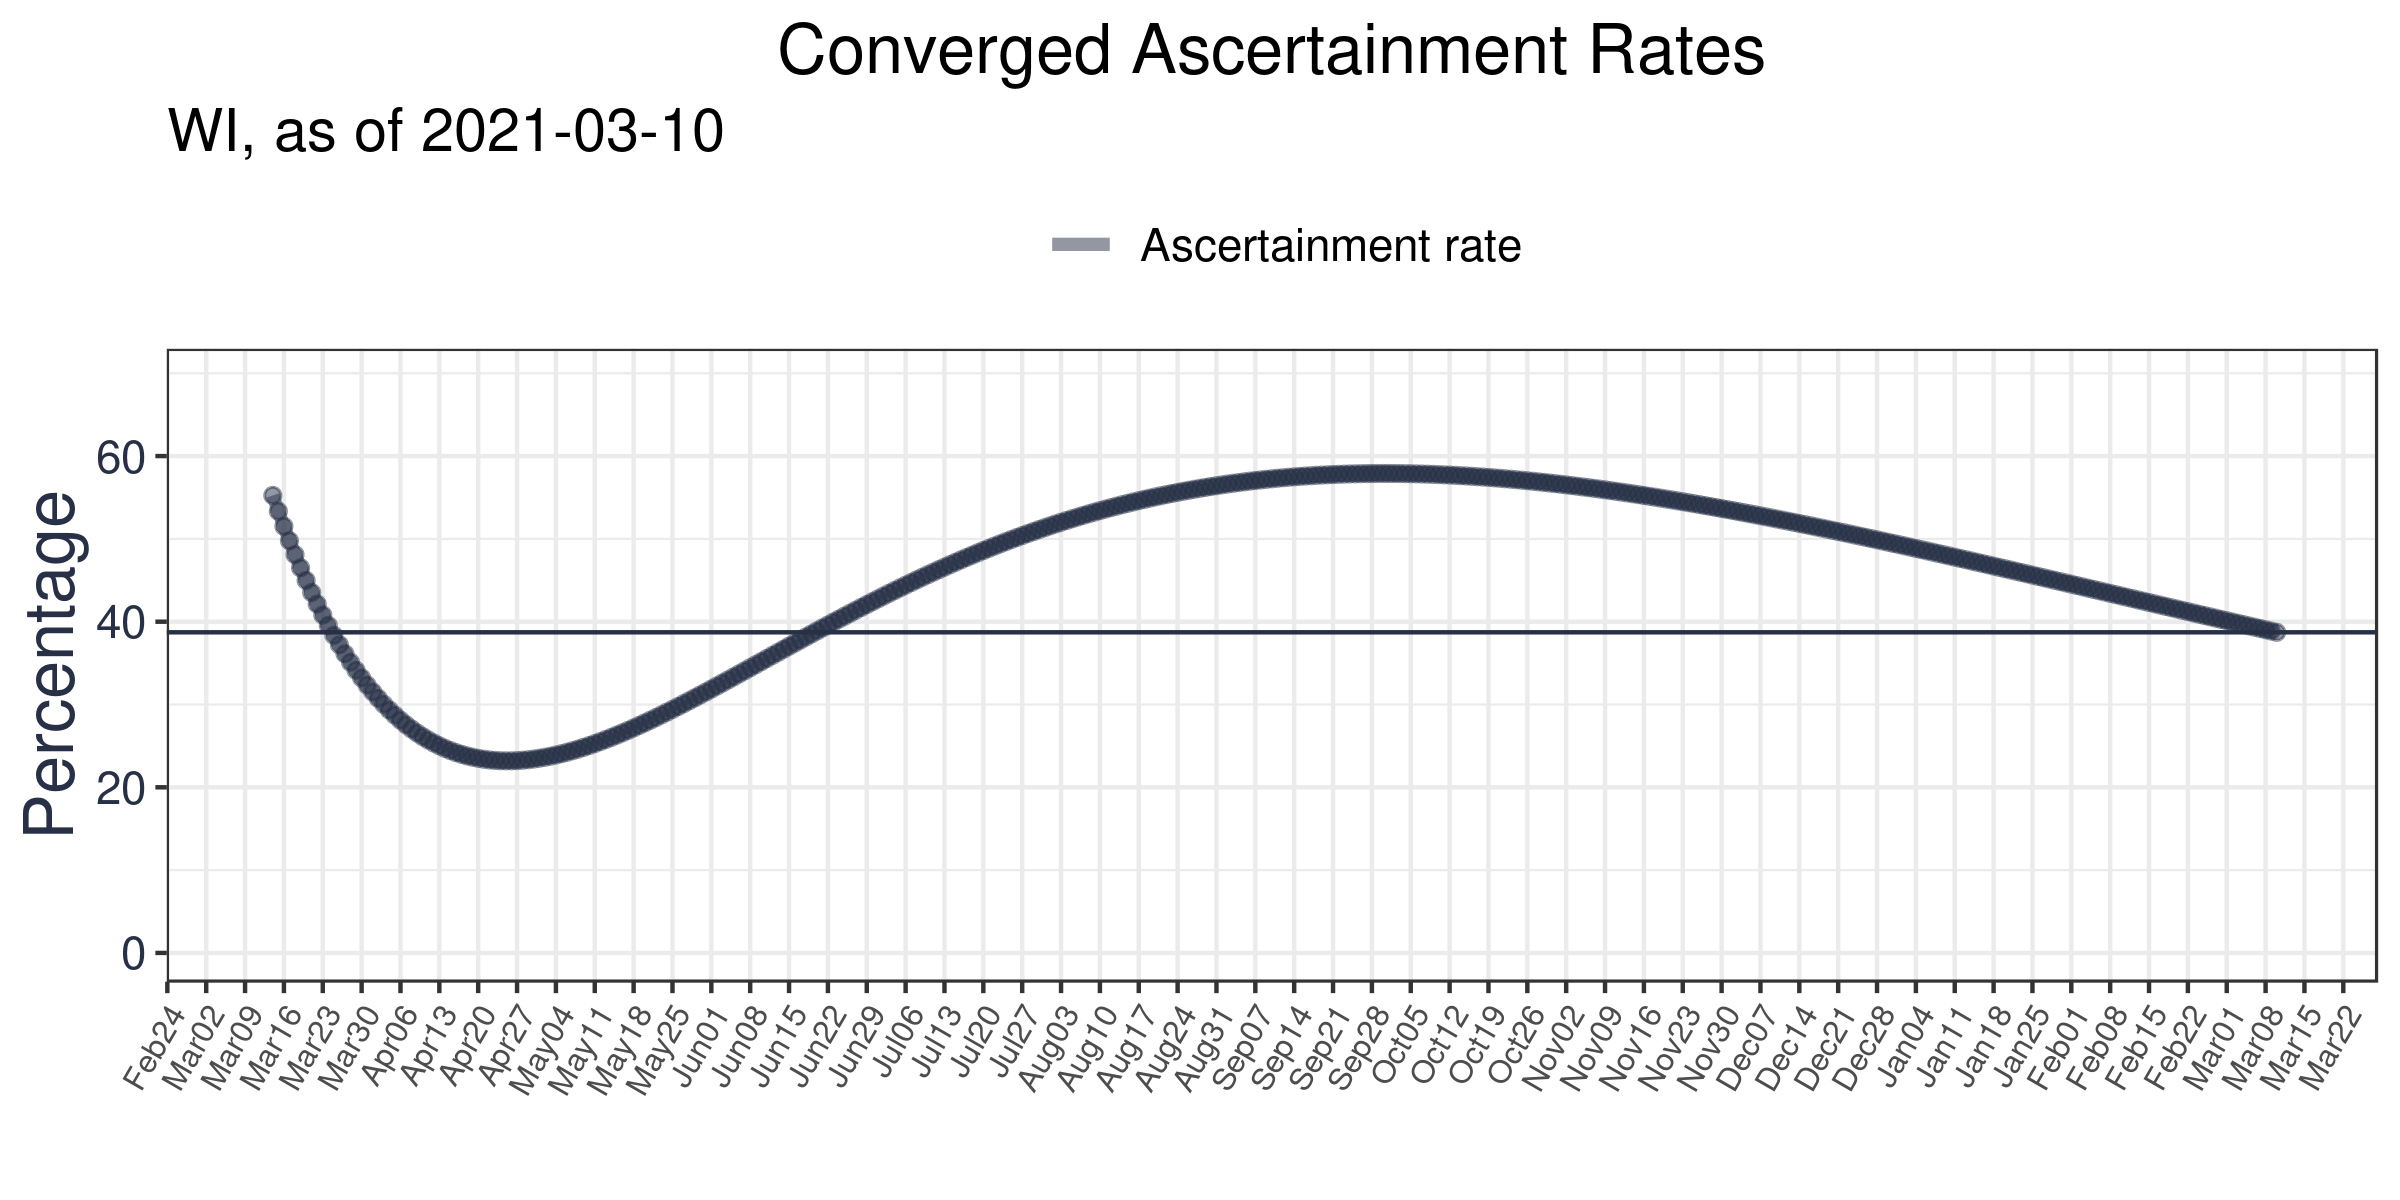 Converged Ascertainment Rates
WI, as of 2021-03-10
Ascertainment rate
Percentage
60
40
20
0
Feb24
Mar02
Mar09
Mar16
Mar23
Mar30
Apr06
Apr13
Apr20
Apr27
May04
May11
May18
May25
Jun01
Jun08
Jun15
Jun22
Jun29
Jul06
Jul13
Jul20
Jul27
Aug03
Aug10
Aug17
Aug24
Aug31
Sep07
Sep14
Sep21
Sep28
Oct05
Oct12
Oct19
Oct26
Nov02
Nov09
Nov16
Nov23
Nov30
Dec07
Dec14
Dec21
Dec28
Jan04
Jan11
Jan18
Jan25
Feb01
Feb08
Feb15
Feb22
Mar01
Mar08
Mar15
Mar22